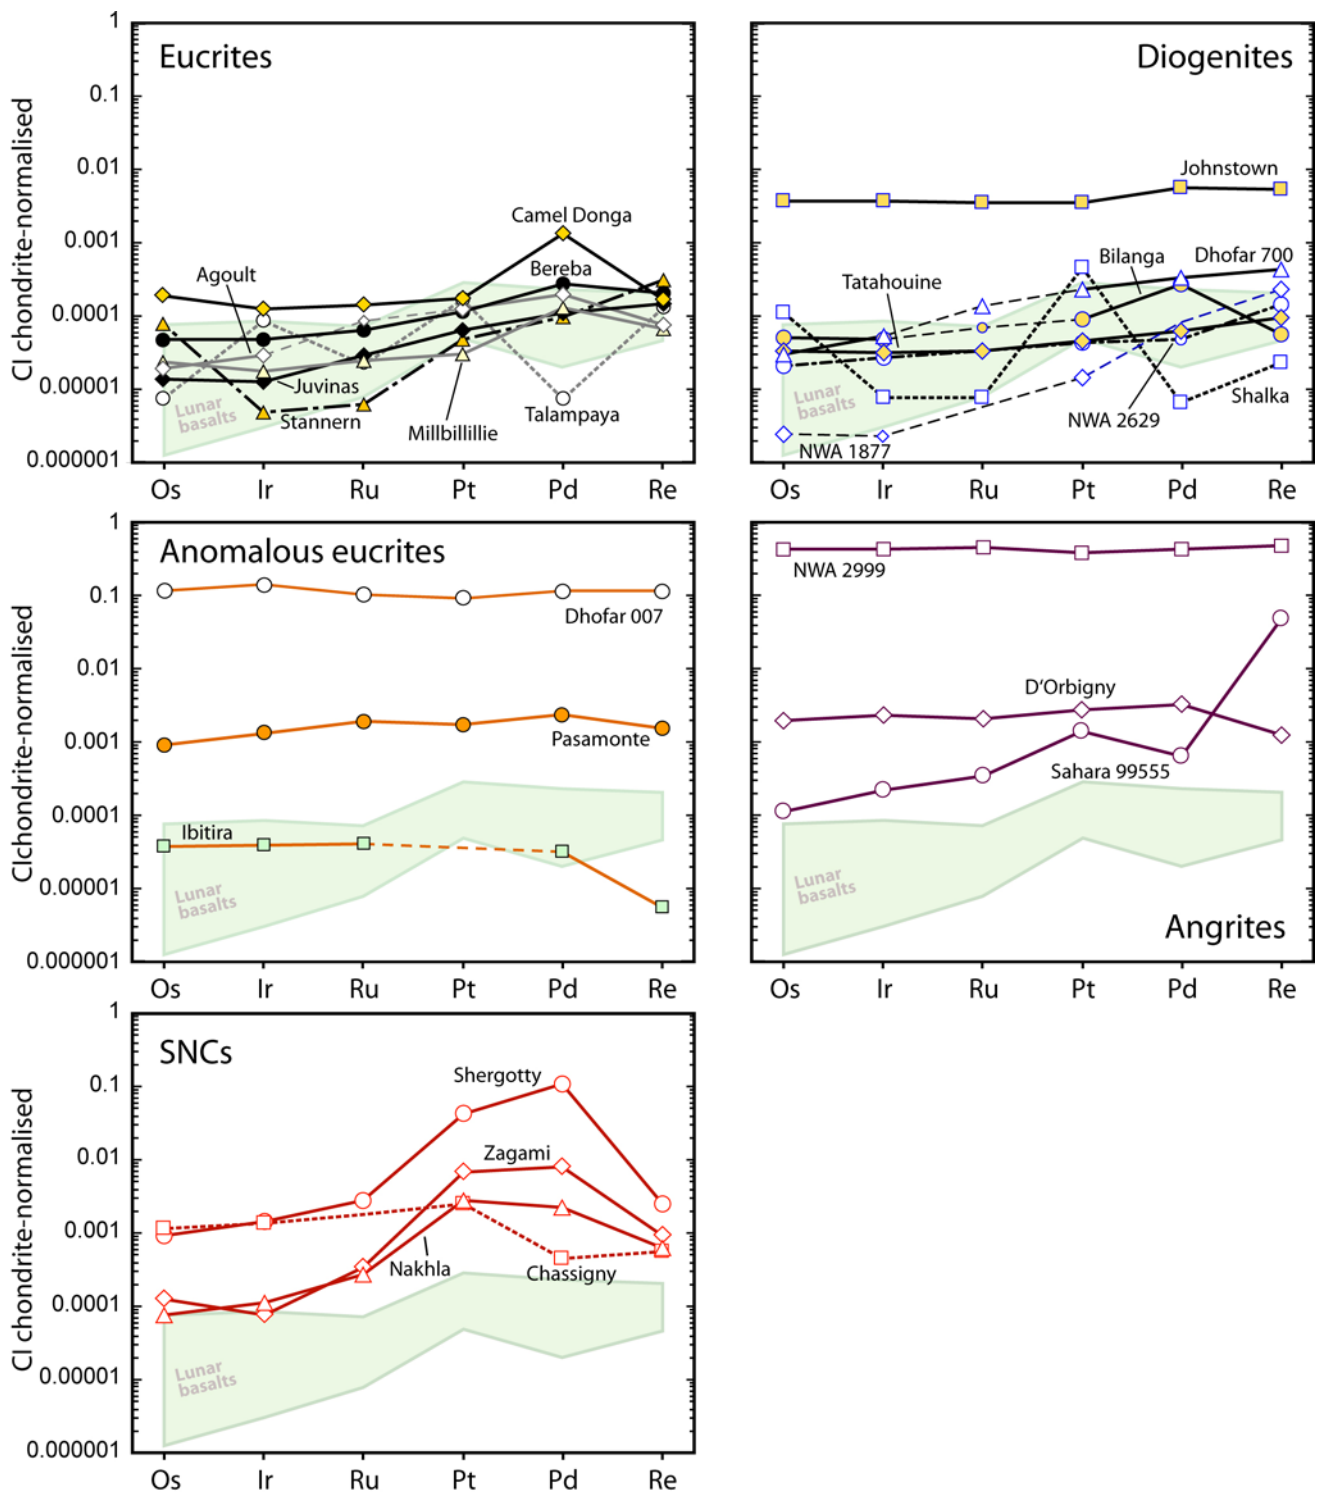 Eucrites
CI chondrite-normalised
1
0.1
0.01
0.001
0.0001
0.00001
0.000001
Camel Donga
Agoult
Bereba
Juvinas
Stannern
Millbillillie
Talampaya
Lunar
basalts
Os Ir Ru Pt Pd Re
Diogenites
Johnstown
Bilanga
Dhofar 700
Tatahouine
Shalka
NWA 2629
NWA 1877
Lunar
basalts
Os Ir Ru Pt Pd Re
Anomalous eucrites
CIchondrite-normalised
1
0.1
0.01
0.001
0.0001
0.00001
0.000001
Dhofar 007
Pasamonte
Ibitira
Lunar
basalts
Os Ir Ru Pt Pd Re
NWA 2999
D'Orbigny
Sahara 99555
Lunar
basalts
Angrites
Os Ir Ru Pt Pd Re
SNCs
CI chondrite-normalised
1
0.1
0.01
0.001
0.0001
0.00001
0.000001
Shergotty
Zagami
Nakhla
Chassigny
Lunar
basalts
Os Ir Ru Pt Pd Re